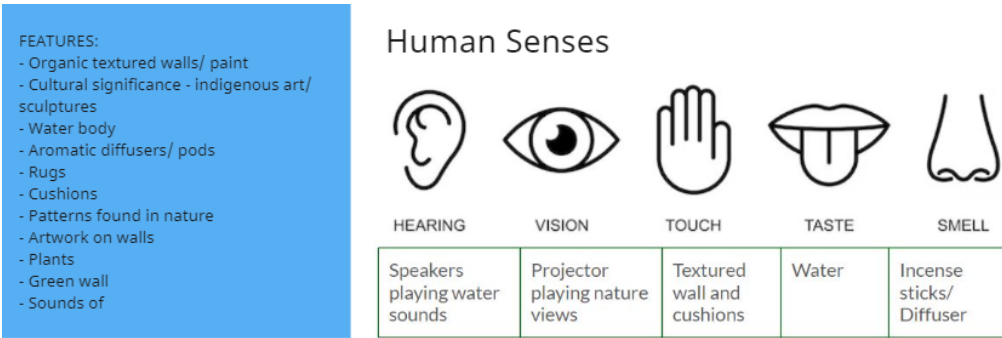 FEATURES:
- Organic textured walls/ paint
- Cultural significance - indigenous art/
sculptures
- Water body
- Aromatic diffusers/ pods
- Rugs
- Cushions
- Patterns found in nature
- Artwork on walls
- Plants
- Green wall
- Sounds of
Human Senses
HEARING
VISION
TOUCH
TASTE
SMELL
Speakers
playing water
sounds
Projector
playing nature
views
Textured
wall and
cushions
Water
Incense
sticks/
Diffuser